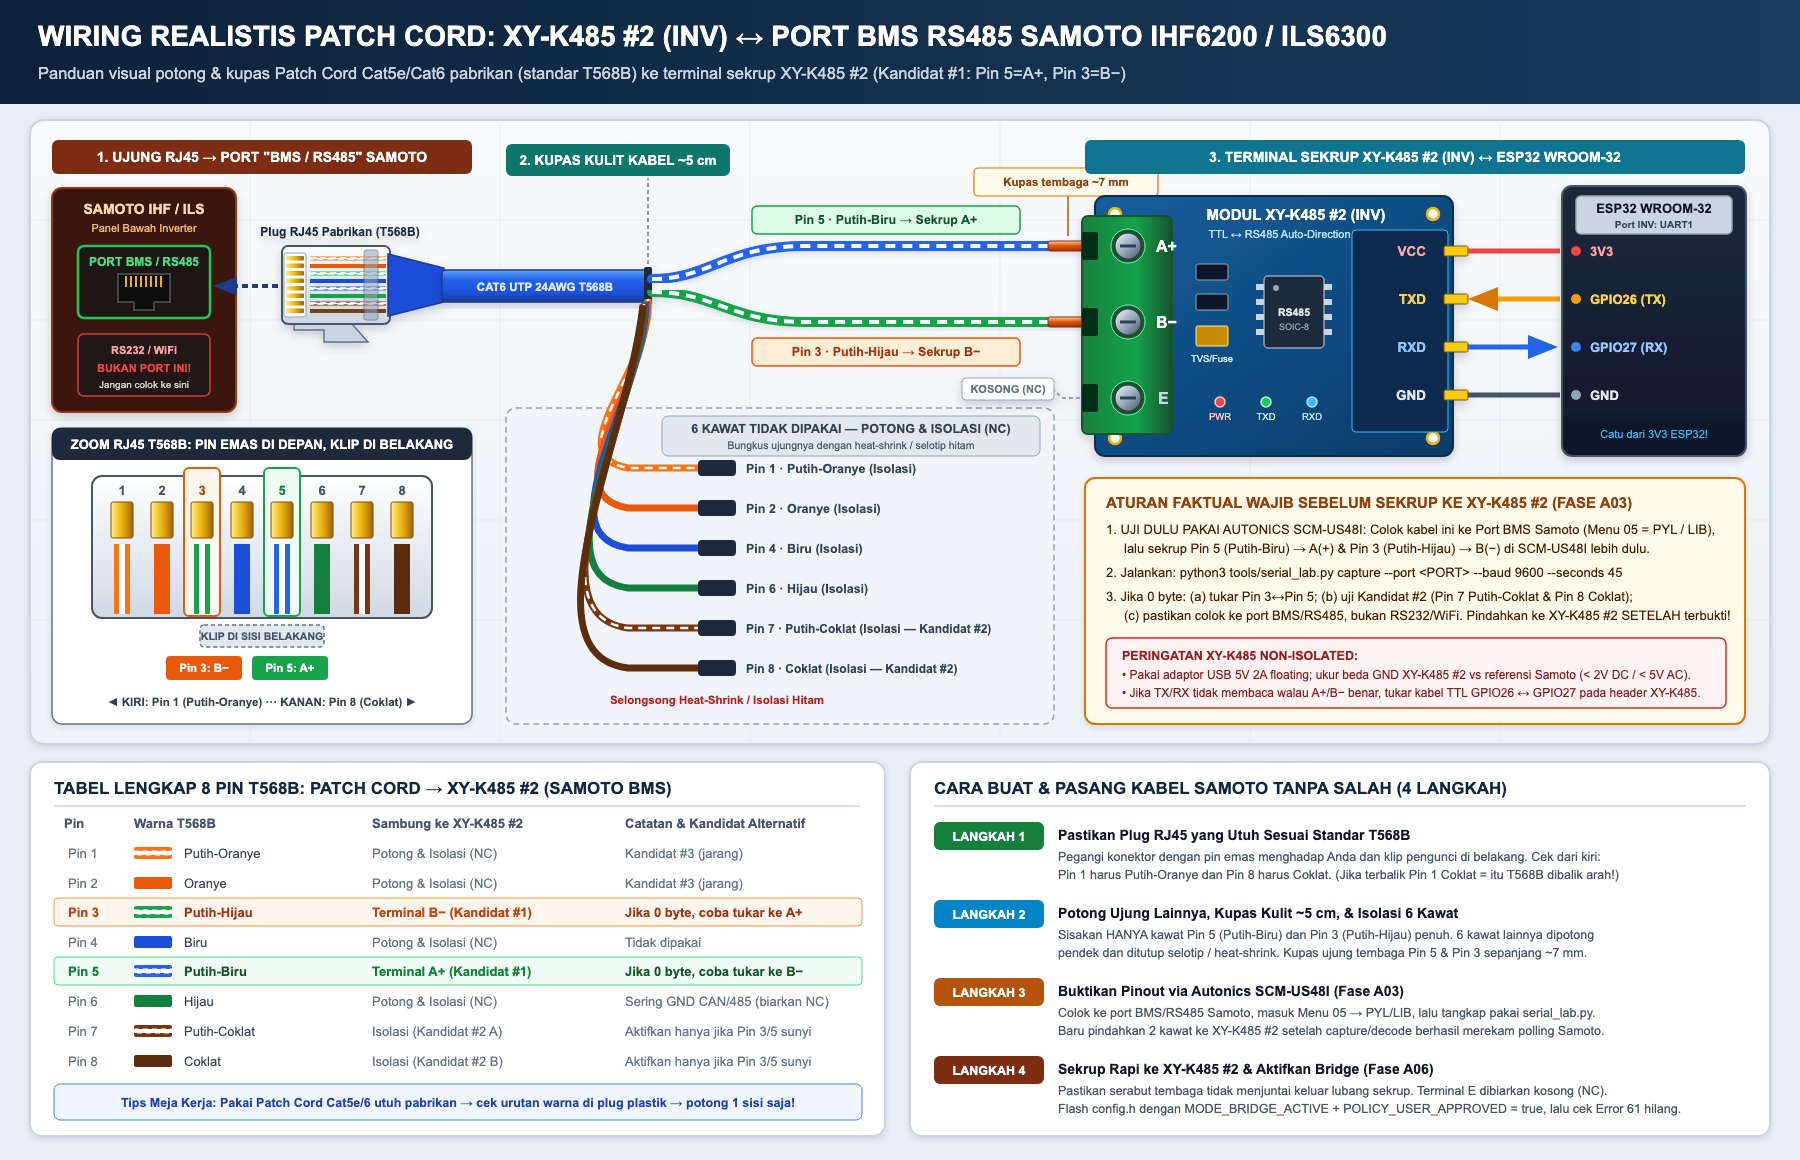 WIRING REALISTIS PATCH CORD: XY-K485 #2 (INV) ↔ PORT BMS RS485 SAMOTO IHF6200 / ILS6300
Panduan visual potong & kupas Patch Cord Cat5e/Cat6 pabrikan (standar T568B) ke terminal sekrup XY-K485 #2 (Kandidat #1: Pin 5=A+, Pin 3=B−)
1. UJUNG RJ45 → PORT "BMS / RS485" SAMOTO
SAMOTO IHF / ILS
Panel Bawah Inverter
PORT BMS / RS485
RS232 / WiFi
BUKAN PORT INI!
Jangan colok ke sini
Plug RJ45 Pabrikan (T568B)
CAT6 UTP 24AWG T568B
2. KUPAS KULIT KABEL ~5 cm
Pin 5 · Putih-Biru → Sekrup A+
Pin 3 · Putih-Hijau → Sekrup B−
Kupas tembaga ~7 mm
KOSONG (NC)
3. TERMINAL SEKRUP XY-K485 #2 (INV) ↔ ESP32 WROOM-32
MODUL XY-K485 #2 (INV)
TTL ↔ RS485 Auto-Direction
A+
B−
E
RS485
SOIC-8
TVS/Fuse
PWR
TXD
RXD
VCC
TXD
RXD
GND
ESP32 WROOM-32
Port INV: UART1
3V3
GPIO26 (TX)
GPIO27 (RX)
GND
Catu dari 3V3 ESP32!
ZOOM RJ45 T568B: PIN EMAS DI DEPAN, KLIP DI BELAKANG
1 2 3 4 5 6 7 8
KLIP DI SISI BELAKANG
Pin 3: B−
Pin 5: A+
◄ KIRI: Pin 1 (Putih-Oranye) ··· KANAN: Pin 8 (Coklat) ►
6 KAWAT TIDAK DIPAKAI — POTONG & ISOLASI (NC)
Bungkus ujungnya dengan heat-shrink / selotip hitam
Pin 1 · Putih-Oranye (Isolasi)
Pin 2 · Oranye (Isolasi)
Pin 4 · Biru (Isolasi)
Pin 6 · Hijau (Isolasi)
Pin 7 · Putih-Coklat (Isolasi — Kandidat #2)
Pin 8 · Coklat (Isolasi — Kandidat #2)
Selongsong Heat-Shrink / Isolasi Hitam
ATURAN FAKTUAL WAJIB SEBELUM SEKRUP KE XY-K485 #2 (FASE A03)
1. UJI DULU PAKAI AUTONICS SCM-US48I: Colok kabel ini ke Port BMS Samoto (Menu 05 = PYL / LIB),
lalu sekrup Pin 5 (Putih-Biru) → A(+) & Pin 3 (Putih-Hijau) → B(−) di SCM-US48I lebih dulu.
2. Jalankan: python3 tools/serial_lab.py capture --port <PORT> --baud 9600 --seconds 45
3. Jika 0 byte: (a) tukar Pin 3↔Pin 5; (b) uji Kandidat #2 (Pin 7 Putih-Coklat & Pin 8 Coklat);
(c) pastikan colok ke port BMS/RS485, bukan RS232/WiFi. Pindahkan ke XY-K485 #2 SETELAH terbukti!
PERINGATAN XY-K485 NON-ISOLATED:
• Pakai adaptor USB 5V 2A floating; ukur beda GND XY-K485 #2 vs referensi Samoto (< 2V DC / < 5V AC).
• Jika TX/RX tidak membaca walau A+/B− benar, tukar kabel TTL GPIO26 ↔ GPIO27 pada header XY-K485.
TABEL LENGKAP 8 PIN T568B: PATCH CORD → XY-K485 #2 (SAMOTO BMS)
Pin Warna T568B Sambung ke XY-K485 #2 Catatan & Kandidat Alternatif
Pin 1 Putih-Oranye Potong & Isolasi (NC) Kandidat #3 (jarang)
Pin 2 Oranye Potong & Isolasi (NC) Kandidat #3 (jarang)
Pin 3 Putih-Hijau Terminal B− (Kandidat #1) Jika 0 byte, coba tukar ke A+
Pin 4 Biru Potong & Isolasi (NC) Tidak dipakai
Pin 5 Putih-Biru Terminal A+ (Kandidat #1) Jika 0 byte, coba tukar ke B−
Pin 6 Hijau Potong & Isolasi (NC) Sering GND CAN/485 (biarkan NC)
Pin 7 Putih-Coklat Isolasi (Kandidat #2 A) Aktifkan hanya jika Pin 3/5 sunyi
Pin 8 Coklat Isolasi (Kandidat #2 B) Aktifkan hanya jika Pin 3/5 sunyi
Tips Meja Kerja: Pakai Patch Cord Cat5e/6 utuh pabrikan → cek urutan warna di plug plastik → potong 1 sisi saja!
CARA BUAT & PASANG KABEL SAMOTO TANPA SALAH (4 LANGKAH)
LANGKAH 1
Pastikan Plug RJ45 yang Utuh Sesuai Standar T568B
Pegangi konektor dengan pin emas menghadap Anda dan klip pengunci di belakang. Cek dari kiri:
Pin 1 harus Putih-Oranye dan Pin 8 harus Coklat. (Jika terbalik Pin 1 Coklat = itu T568B dibalik arah!)
LANGKAH 2
Potong Ujung Lainnya, Kupas Kulit ~5 cm, & Isolasi 6 Kawat
Sisakan HANYA kawat Pin 5 (Putih-Biru) dan Pin 3 (Putih-Hijau) penuh. 6 kawat lainnya dipotong
pendek dan ditutup selotip / heat-shrink. Kupas ujung tembaga Pin 5 & Pin 3 sepanjang ~7 mm.
LANGKAH 3
Buktikan Pinout via Autonics SCM-US48I (Fase A03)
Colok ke port BMS/RS485 Samoto, masuk Menu 05 → PYL/LIB, lalu tangkap pakai serial_lab.py.
Baru pindahkan 2 kawat ke XY-K485 #2 setelah capture/decode berhasil merekam polling Samoto.
LANGKAH 4
Sekrup Rapi ke XY-K485 #2 & Aktifkan Bridge (Fase A06)
Pastikan serabut tembaga tidak menjuntai keluar lubang sekrup. Terminal E dibiarkan kosong (NC).
Flash config.h dengan MODE_BRIDGE_ACTIVE + POLICY_USER_APPROVED = true, lalu cek Error 61 hilang.